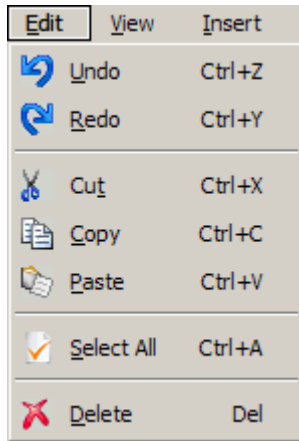 Edit View Insert
Undo Ctrl+Z
Redo Ctrl+Y
Cut Ctrl+X
Copy Ctrl+C
Paste Ctrl+V
Select All Ctrl+A
Delete Del